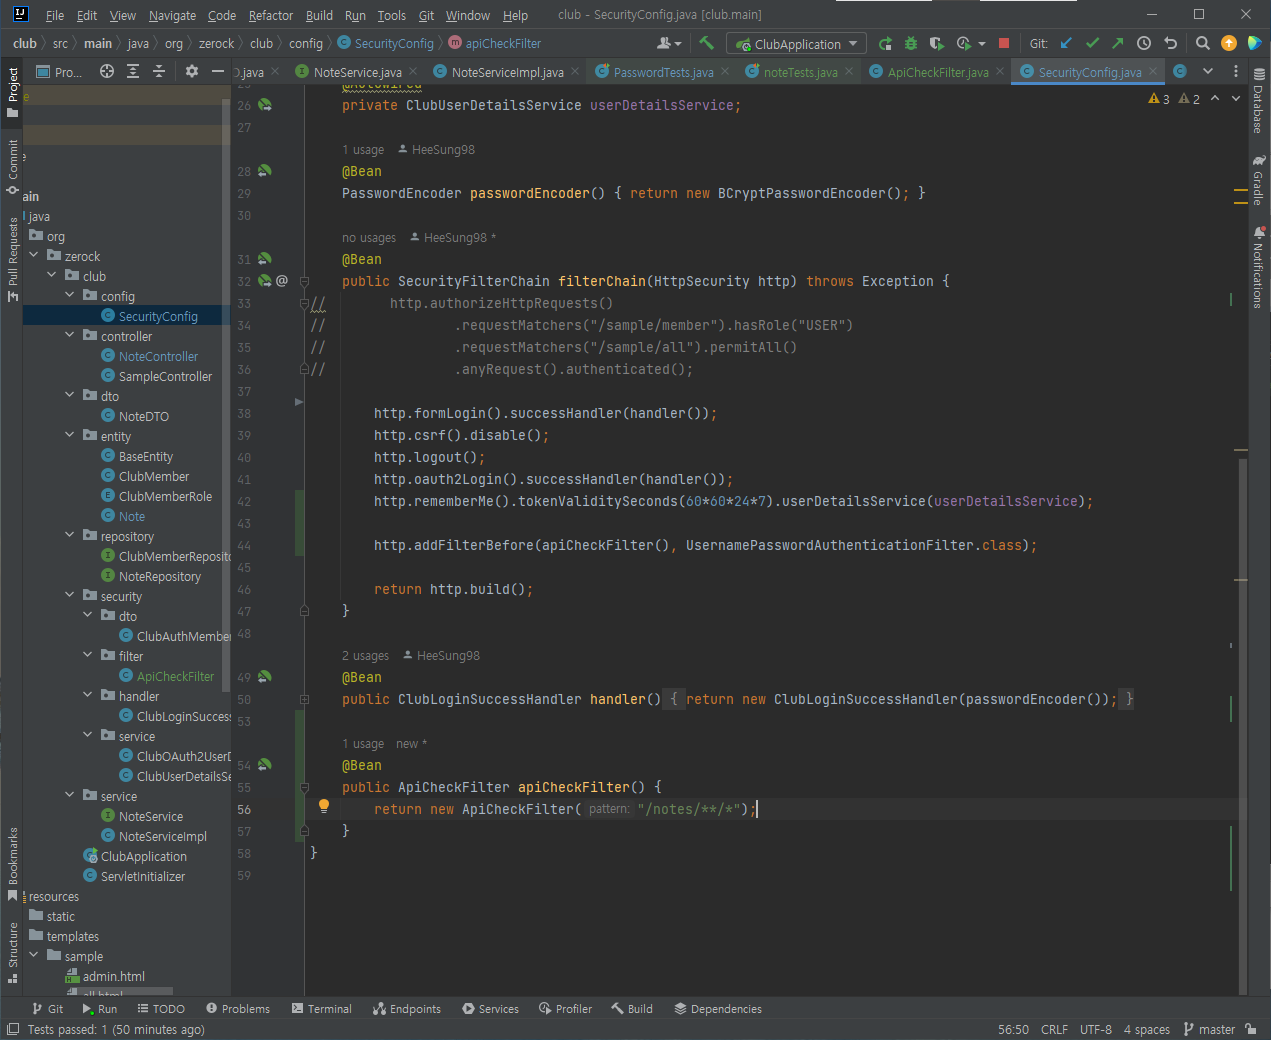 File Edit View Navigate Code Refactor Build Run Tools Git Window Help club - SecurityConfig.java [club.main]
club src main java org zerock club config SecurityConfig apiCheckFilter ClubApplication Git:
Project Pro... .java NoteService.java NoteServiceImpl.java PasswordTests.java noteTests.java ApiCheckFilter.java SecurityConfig.java
Commit
Pull Requests
Bookmarks
Structure
ain
java
org
zerock
club
config
SecurityConfig
controller
NoteController
SampleController
dto
NoteDTO
entity
BaseEntity
ClubMember
ClubMemberRole
Note
repository
ClubMemberReposito
NoteRepository
security
dto
ClubAuthMember
filter
ApiCheckFilter
handler
ClubLoginSuccess
service
ClubOAuth2UserD
ClubUserDetailsSe
service
NoteService
NoteServiceImpl
ClubApplication
ServletInitializer
resources
static
templates
sample
admin.html
all.html
25 @Autowired
26 private ClubUserDetailsService userDetailsService;
3 2
27
1 usage HeeSung98
28 @Bean
29 PasswordEncoder passwordEncoder() { return new BCryptPasswordEncoder(); }
30
no usages HeeSung98 *
31 @Bean
32 @ public SecurityFilterChain filterChain(HttpSecurity http) throws Exception {
33 // http.authorizeHttpRequests()
34 // .requestMatchers("/sample/member").hasRole("USER")
35 // .requestMatchers("/sample/all").permitAll()
36 // .anyRequest().authenticated();
37
38 http.formLogin().successHandler(handler());
39 http.csrf().disable();
40 http.logout();
41 http.oauth2Login().successHandler(handler());
42 http.rememberMe().tokenValiditySeconds(60*60*24*7).userDetailsService(userDetailsService);
43
44 http.addFilterBefore(apiCheckFilter(), UsernamePasswordAuthenticationFilter.class);
45
46 return http.build();
47 }
48
2 usages HeeSung98
49 @Bean
50 public ClubLoginSuccessHandler handler() { return new ClubLoginSuccessHandler(passwordEncoder()); }
53
1 usage new *
54 @Bean
55 public ApiCheckFilter apiCheckFilter() {
56 return new ApiCheckFilter( pattern: "/notes/**/*");
57 }
58 }
59
Database
Gradle
Notifications
Git Run TODO Problems Terminal Endpoints Services Profiler Build Dependencies
Tests passed: 1 (50 minutes ago) 56:50 CRLF UTF-8 4 spaces master